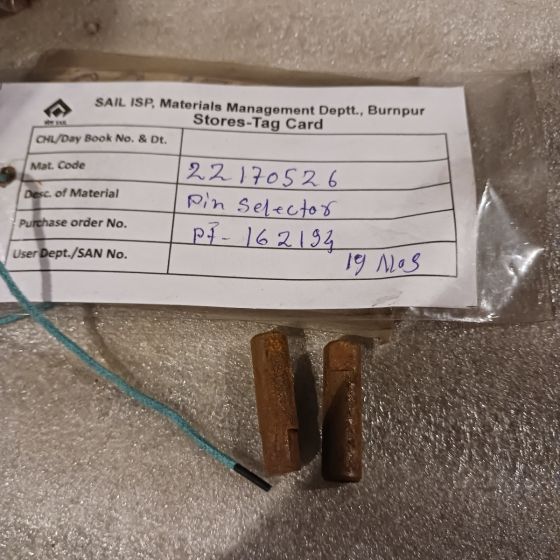 SAIL ISP, Materials Management Deptt., Burnpur
Stores-Tag Card
CHL/Day Book No. & Dt.
Mat. Code 22170526
Desc. of Material Pin Selector
Purchase order No. Pf- 162194
User Dept./SAN No. 19 Nos